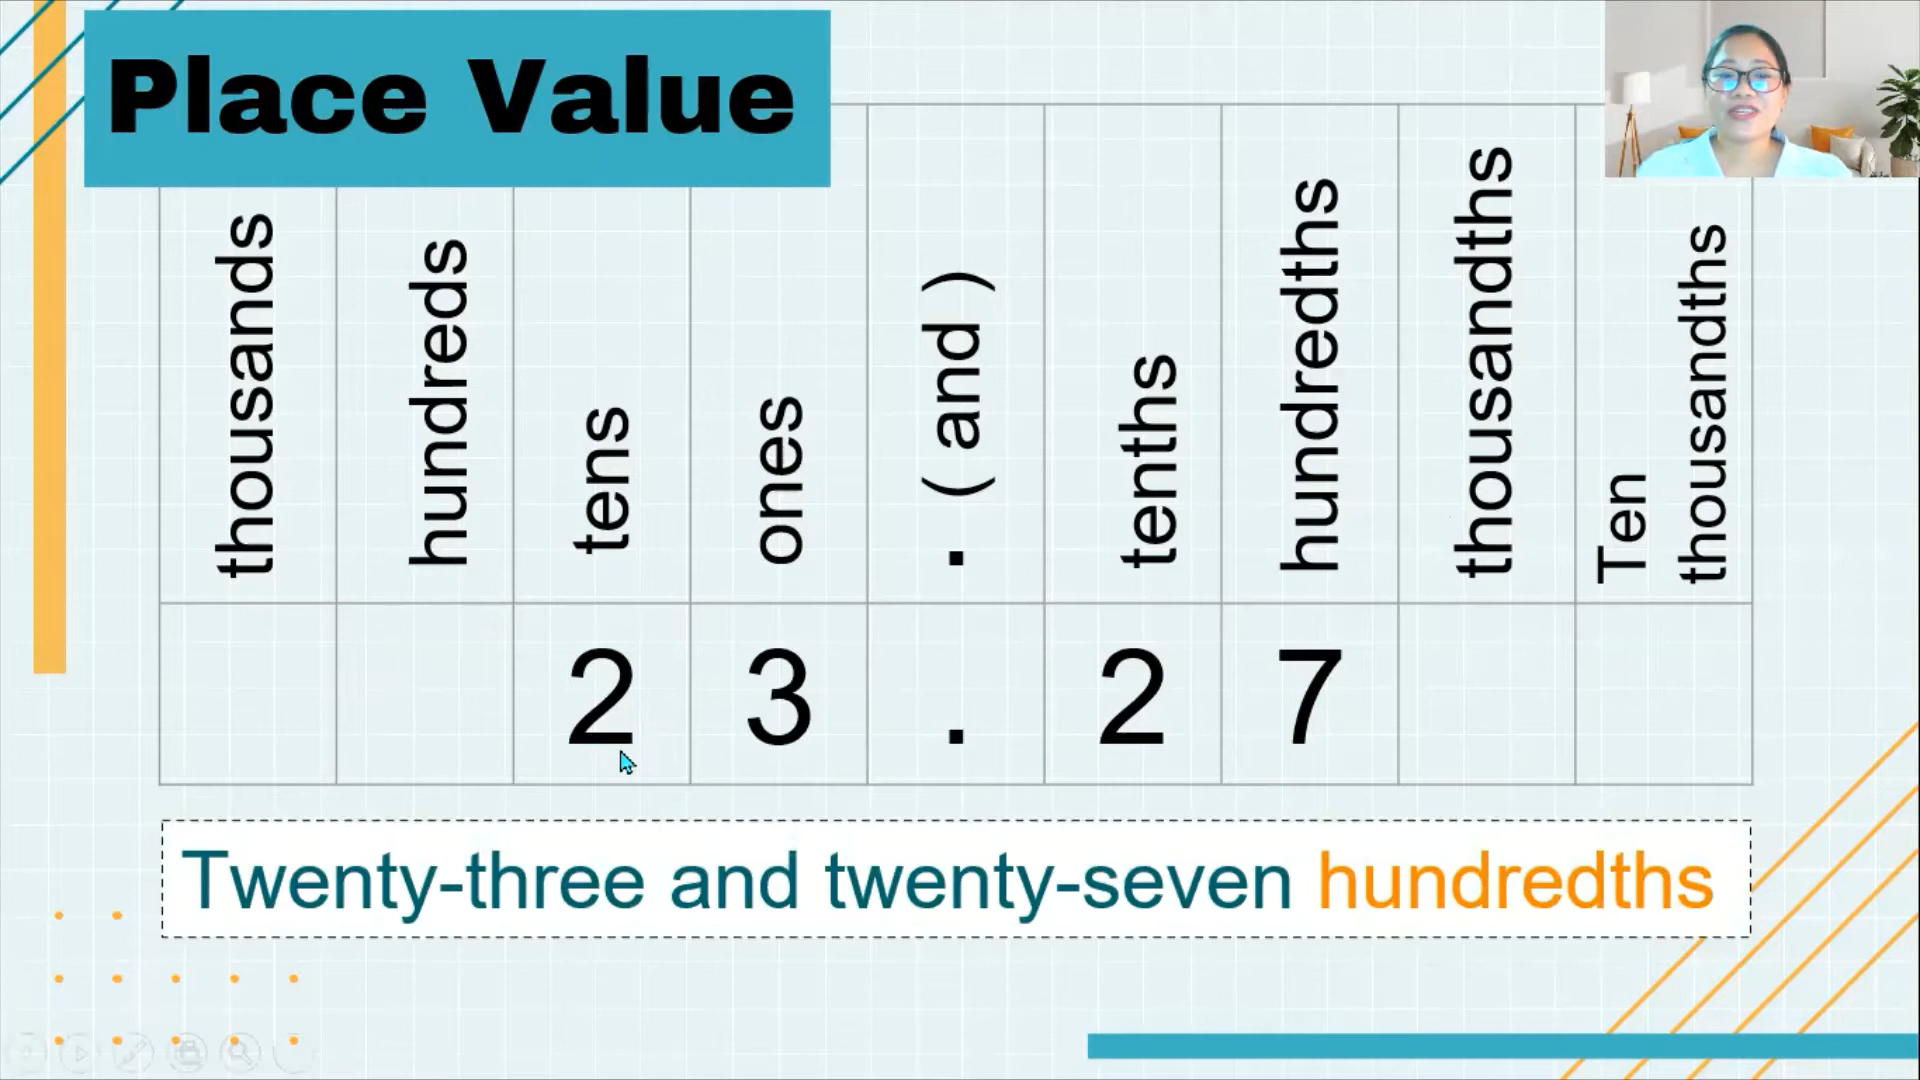 Place Value
thousands
hundreds
tens
ones
. ( and )
tenths
hundredths
thousandths
Ten
thousandths
2 3 . 2 7
Twenty-three and twenty-seven hundredths